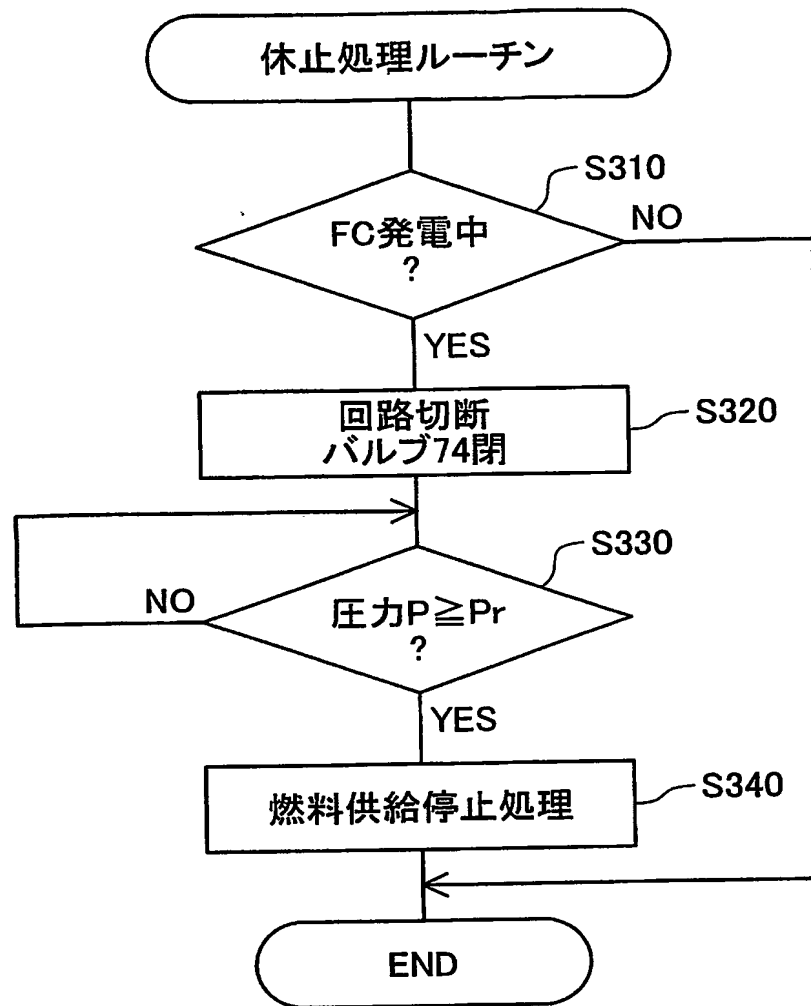 休止処理ルーチン
S310
FC発電中
?
NO
YES
回路切断
バルブ74閉
S320
S330
NO
圧力P≧Pr
?
YES
燃料供給停止処理
S340
END